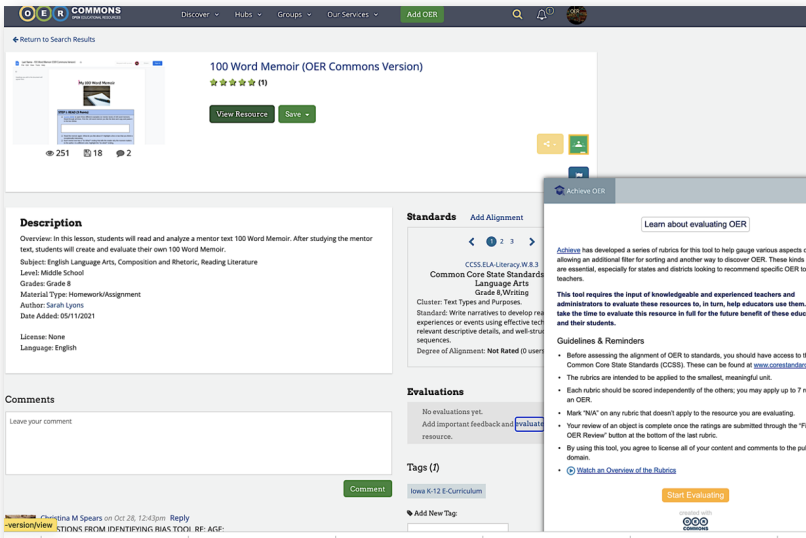 OER COMMONS
OPEN EDUCATIONAL RESOURCES
Discover
Hubs
Groups
Our Services
Add OER
Return to Search Results
My 100 Word Memoir
251 18 2
100 Word Memoir (OER Commons Version)
(1)
View Resource
Save
Description
Overview: In this lesson, students will read and analyze a mentor text 100 Word Memoir. After studying the mentor
text, students will create and evaluate their own 100 Word Memoir.
Subject: English Language Arts, Composition and Rhetoric, Reading Literature
Level: Middle School
Grades: Grade 8
Material Type: Homework/Assignment
Author: Sarah Lyons
Date Added: 05/11/2021
License: None
Language: English
Comments
Leave your comment
Comment
Christina M Spears on Oct 28, 12:43pm Reply
-version/view
STIONS FROM IDENTIFYING BIAS TOOL RE: AGE:
Standards Add Alignment
1 2 3
CCSS.ELA-Literacy.W.8.3
Common Core State Standards
Language Arts
Grade 8,Writing
Cluster: Text Types and Purposes.
Standard: Write narratives to develop rea
experiences or events using effective tech
relevant descriptive details, and well-struc
sequences.
Degree of Alignment: Not Rated (0 users
Evaluations
No evaluations yet.
Add important feedback and evaluate
resource.
Tags (1)
Iowa K-12 E-Curriculum
Add New Tag:
Achieve OER
Learn about evaluating OER
Achieve has developed a series of rubrics for this tool to help gauge various aspects o
allowing an additional filter for sorting and another way to discover OER. These kinds
are essential, especially for states and districts looking to recommend specific OER to
teachers.
This tool requires the input of knowledgeable and experienced teachers and
administrators to evaluate these resources to, in turn, help educators use them.
take the time to evaluate this resource in full for the future benefit of these educ
and their students.
Guidelines & Reminders
Before assessing the alignment of OER to standards, you should have access to th
Common Core State Standards (CCSS). These can be found at www.corestandard
The rubrics are intended to be applied to the smallest, meaningful unit.
Each rubric should be scored independently of the others; you may apply up to 7 r
an OER.
Mark "N/A" on any rubric that doesn't apply to the resource you are evaluating.
Your review of an object is complete once the ratings are submitted through the "Fi
OER Review" button at the bottom of the last rubric.
By using this tool, you agree to license all of your content and comments to the pu
domain.
Watch an Overview of the Rubrics
Start Evaluating
created with
OER
COMMONS